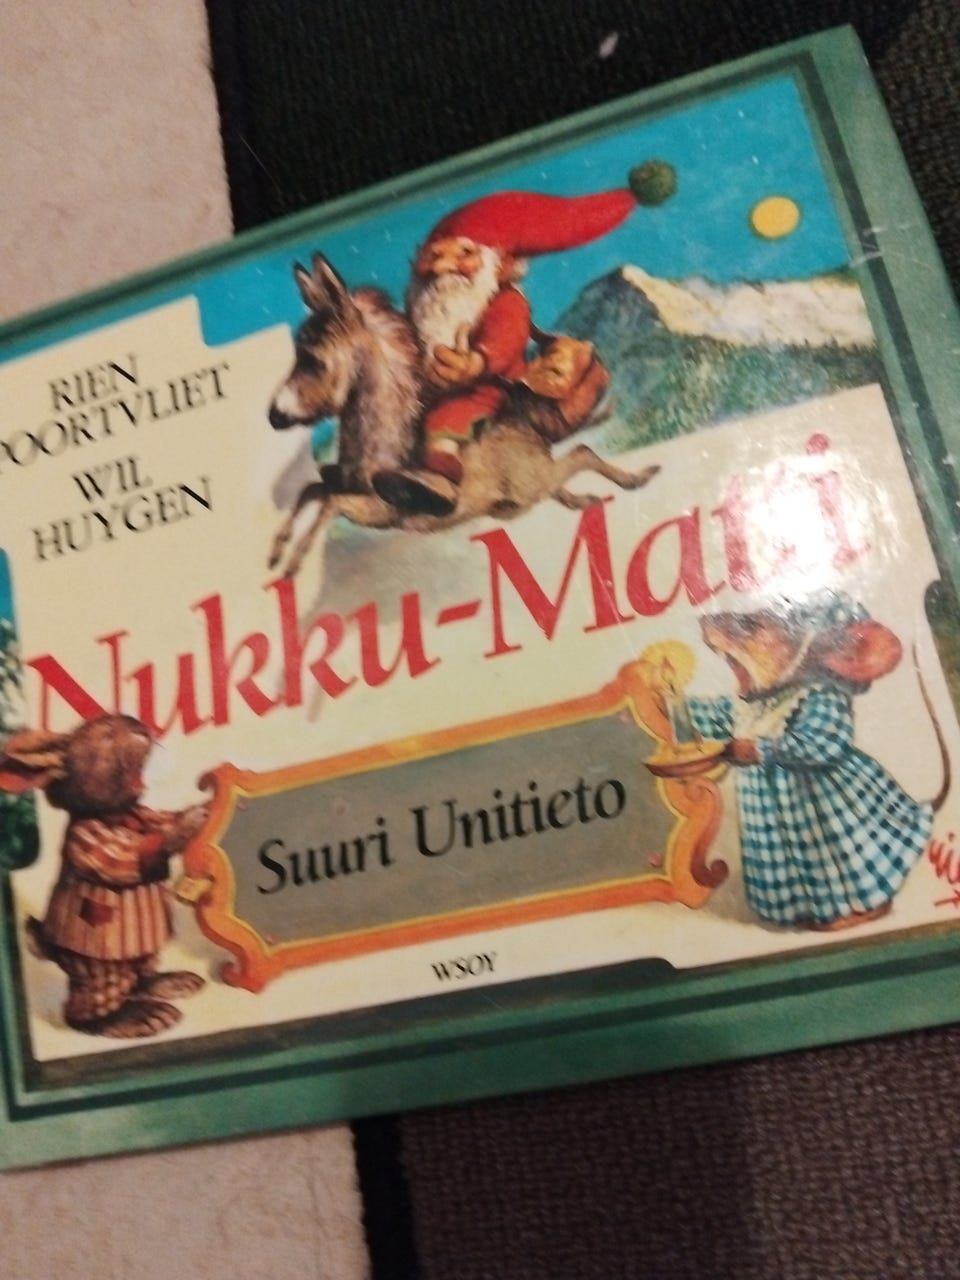 RIEN
POORTVLIET
WIL
HUYGEN
Nukku-Matti
Suuri Unitieto
WSOY